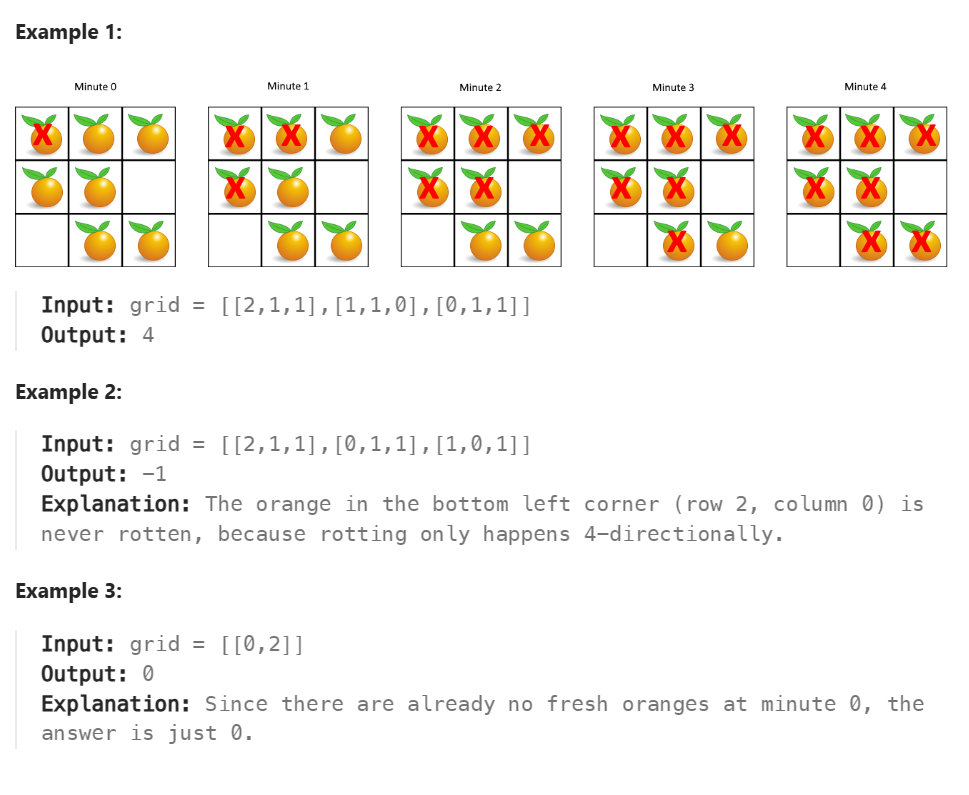 Example 1:
Minute 0 Minute 1 Minute 2 Minute 3 Minute 4
Input: grid = [[2,1,1],[1,1,0],[0,1,1]]
Output: 4
Example 2:
Input: grid = [[2,1,1],[0,1,1],[1,0,1]]
Output: -1
Explanation: The orange in the bottom left corner (row 2, column 0) is
never rotten, because rotting only happens 4-directionally.
Example 3:
Input: grid = [[0,2]]
Output: 0
Explanation: Since there are already no fresh oranges at minute 0, the
answer is just 0.